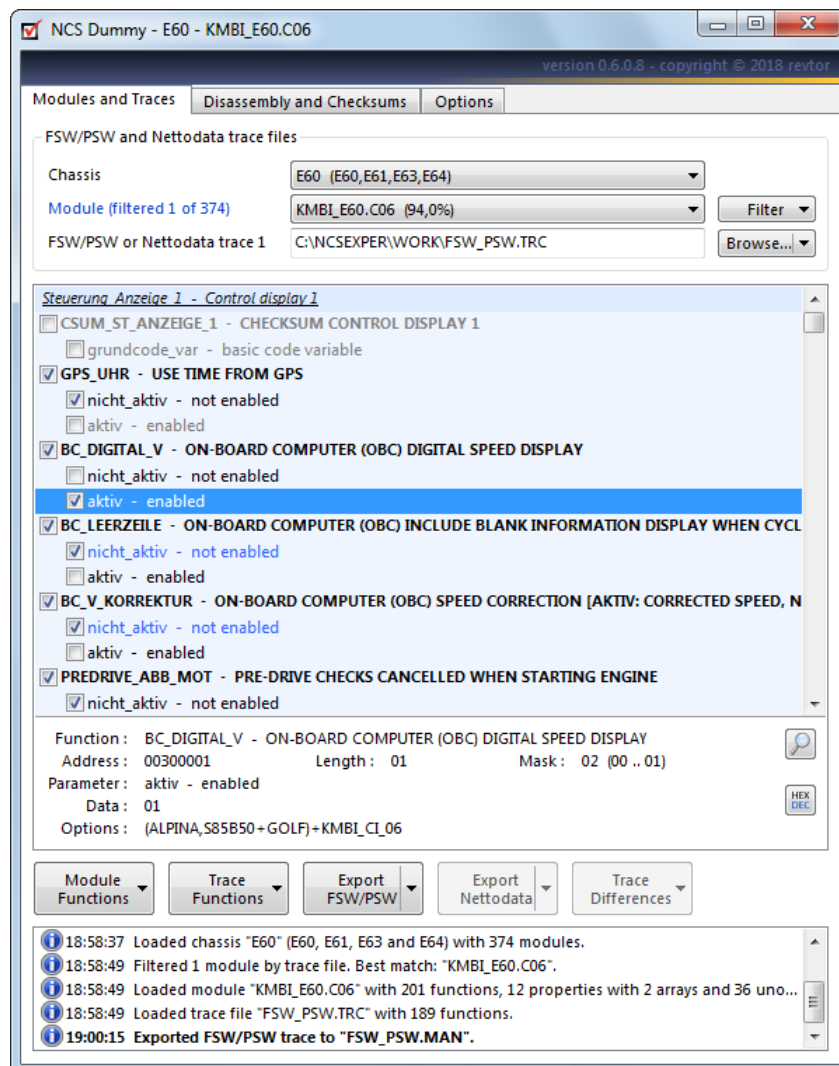 NCS Dummy - E60 - KMBI_E60.C06
version 0.6.0.8 - copyright © 2018 revtor
Modules and Traces Disassembly and Checksums Options
FSW/PSW and Nettodata trace files
Chassis E60 (E60,E61,E63,E64)
Module (filtered 1 of 374) KMBI_E60.C06 (94,0%) Filter
FSW/PSW or Nettodata trace 1 C:\NCSEXPER\WORK\FSW_PSW.TRC Browse...
Steuerung Anzeige 1 - Control display 1
CSUM_ST_ANZEIGE_1 - CHECKSUM CONTROL DISPLAY 1
grundcode_var - basic code variable
GPS_UHR - USE TIME FROM GPS
nicht_aktiv - not enabled
aktiv - enabled
BC_DIGITAL_V - ON-BOARD COMPUTER (OBC) DIGITAL SPEED DISPLAY
nicht_aktiv - not enabled
aktiv - enabled
BC_LEERZEILE - ON-BOARD COMPUTER (OBC) INCLUDE BLANK INFORMATION DISPLAY WHEN CYCL
nicht_aktiv - not enabled
aktiv - enabled
BC_V_KORREKTUR - ON-BOARD COMPUTER (OBC) SPEED CORRECTION [AKTIV: CORRECTED SPEED, N
nicht_aktiv - not enabled
aktiv - enabled
PREDRIVE_ABB_MOT - PRE-DRIVE CHECKS CANCELLED WHEN STARTING ENGINE
nicht_aktiv - not enabled
Function : BC_DIGITAL_V - ON-BOARD COMPUTER (OBC) DIGITAL SPEED DISPLAY
Address : 00300001 Length : 01 Mask : 02 (00 .. 01)
Parameter : aktiv - enabled
HEX
DEC
Data : 01
Options : (ALPINA,S85B50+GOLF)+KMBI_CI_06
Module Functions
Trace Functions
Export FSW/PSW
Export Nettodata
Trace Differences
18:58:37 Loaded chassis "E60" (E60, E61, E63 and E64) with 374 modules.
18:58:49 Filtered 1 module by trace file. Best match: "KMBI_E60.C06".
18:58:49 Loaded module "KMBI_E60.C06" with 201 functions, 12 properties with 2 arrays and 36 uno...
18:58:49 Loaded trace file "FSW_PSW.TRC" with 189 functions.
19:00:15 Exported FSW/PSW trace to "FSW_PSW.MAN".